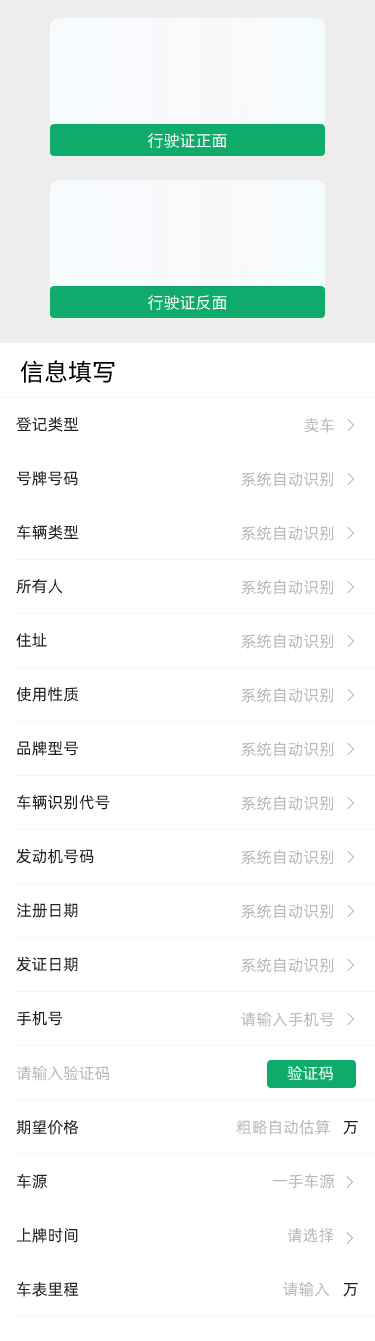 行驶证正面
行驶证反面
信息填写
登记类型 卖车
号牌号码 系统自动识别
车辆类型 系统自动识别
所有人 系统自动识别
住址 系统自动识别
使用性质 系统自动识别
品牌型号 系统自动识别
车辆识别代号 系统自动识别
发动机号码 系统自动识别
注册日期 系统自动识别
发证日期 系统自动识别
手机号 请输入手机号
请输入验证码 验证码
期望价格 粗略自动估算 万
车源 一手车源
上牌时间 请选择
车表里程 请输入 万